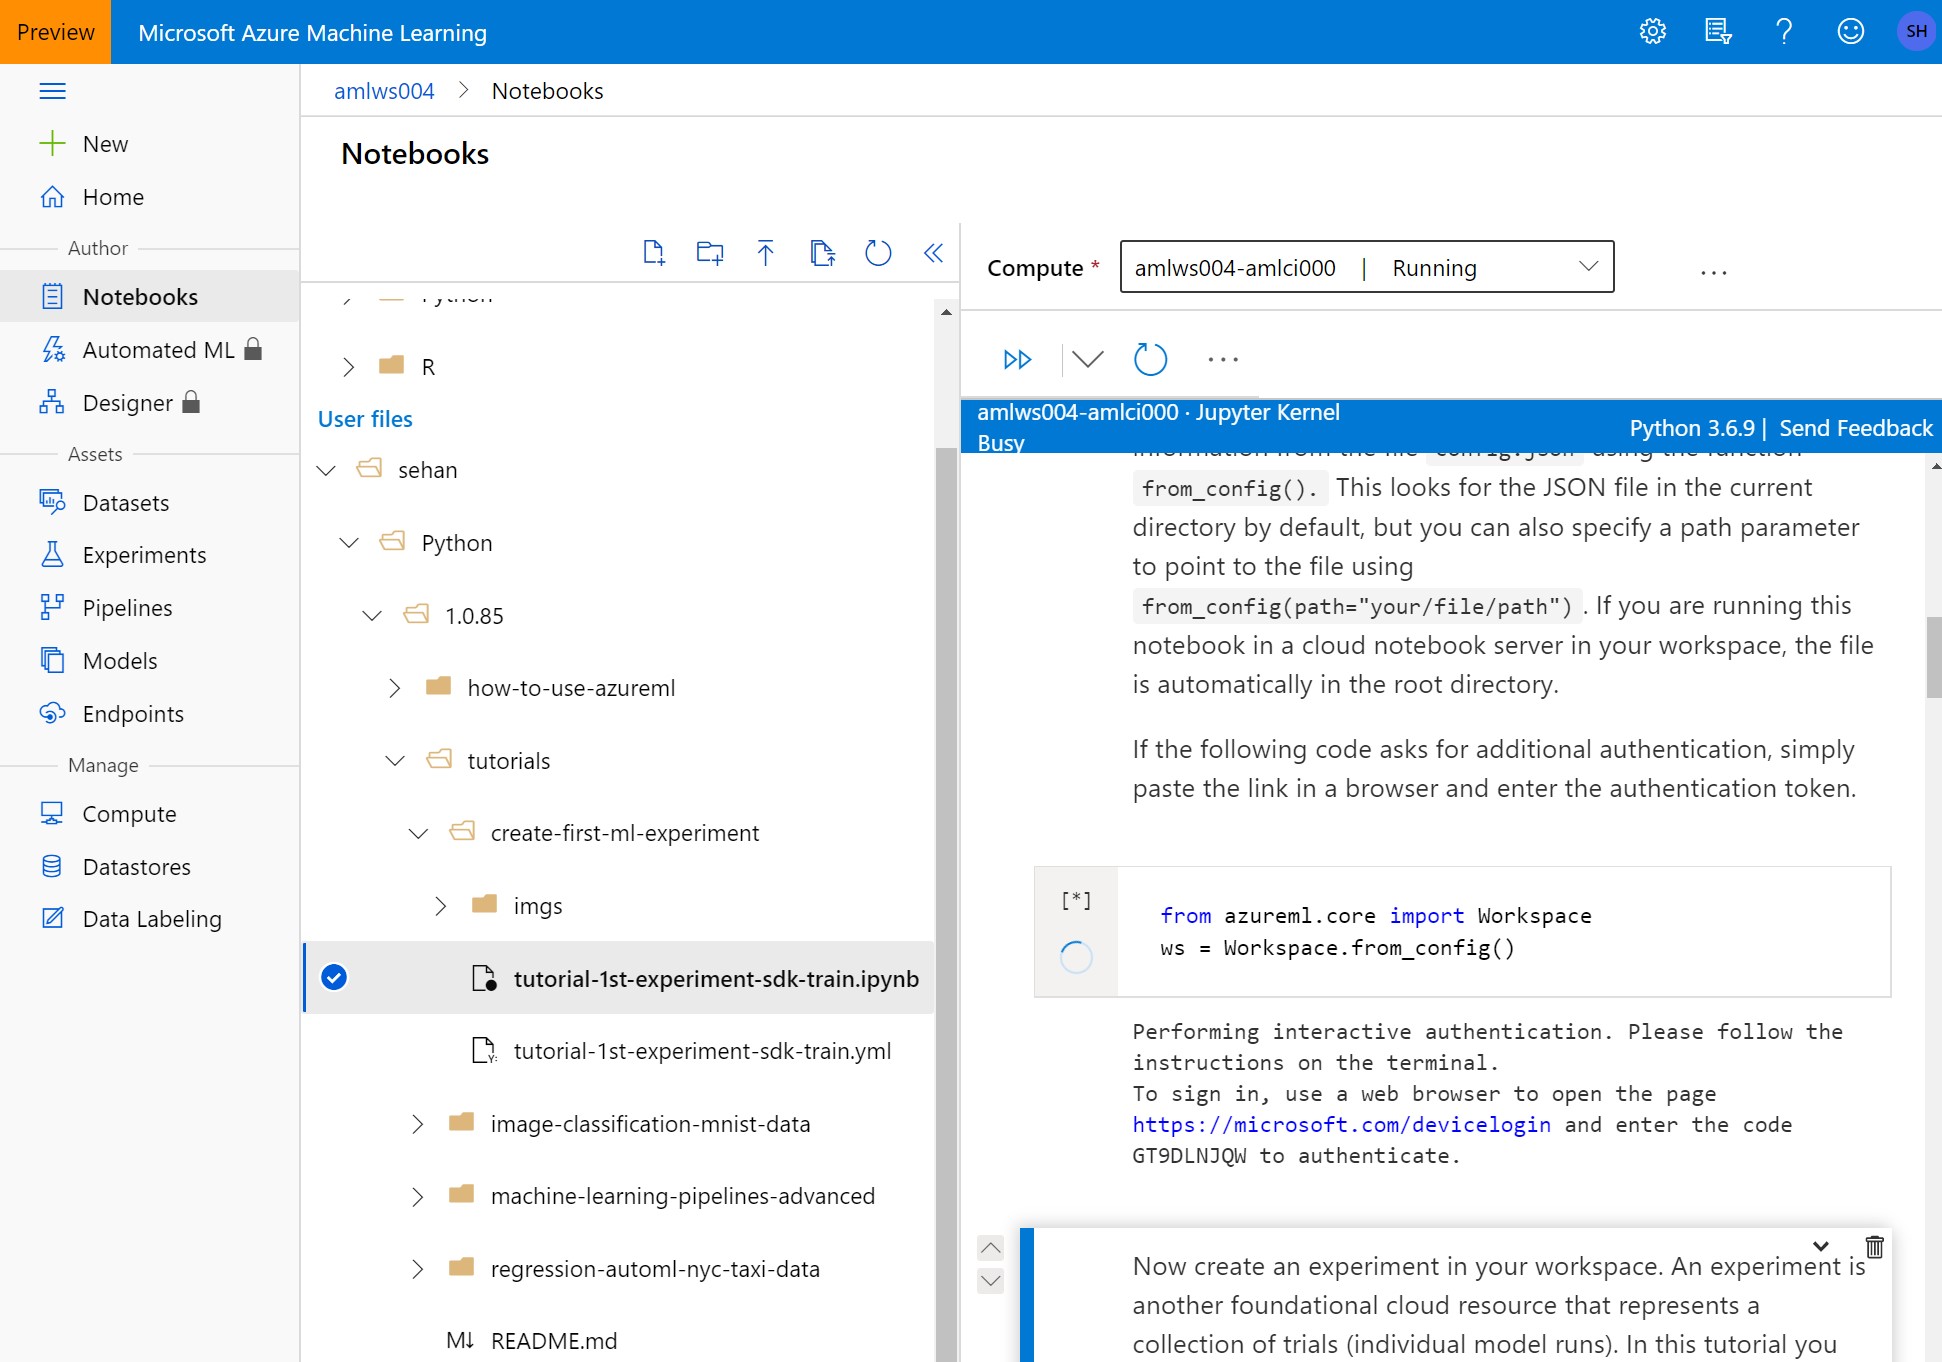 Preview
Microsoft Azure Machine Learning
SH
New
Home
Author
Notebooks
Automated ML
Designer
Assets
Datasets
Experiments
Pipelines
Models
Endpoints
Manage
Compute
Datastores
Data Labeling
amlws004 > Notebooks
Notebooks
Python
R
User files
sehan
Python
1.0.85
how-to-use-azureml
tutorials
create-first-ml-experiment
imgs
tutorial-1st-experiment-sdk-train.ipynb
tutorial-1st-experiment-sdk-train.yml
image-classification-mnist-data
machine-learning-pipelines-advanced
regression-automl-nyc-taxi-data
M↓ README.md
Compute * amlws004-amlci000 | Running
...
...
amlws004-amlci000 · Jupyter Kernel
Busy
Python 3.6.9 | Send Feedback
information from the file config.json using the function
from_config(). This looks for the JSON file in the current
directory by default, but you can also specify a path parameter
to point to the file using
from_config(path="your/file/path") . If you are running this
notebook in a cloud notebook server in your workspace, the file
is automatically in the root directory.
If the following code asks for additional authentication, simply
paste the link in a browser and enter the authentication token.
[*]
from azureml.core import Workspace
ws = Workspace.from_config()
Performing interactive authentication. Please follow the
instructions on the terminal.
To sign in, use a web browser to open the page
https://microsoft.com/devicelogin and enter the code
GT9DLNJQW to authenticate.
Now create an experiment in your workspace. An experiment is
another foundational cloud resource that represents a
collection of trials (individual model runs). In this tutorial you